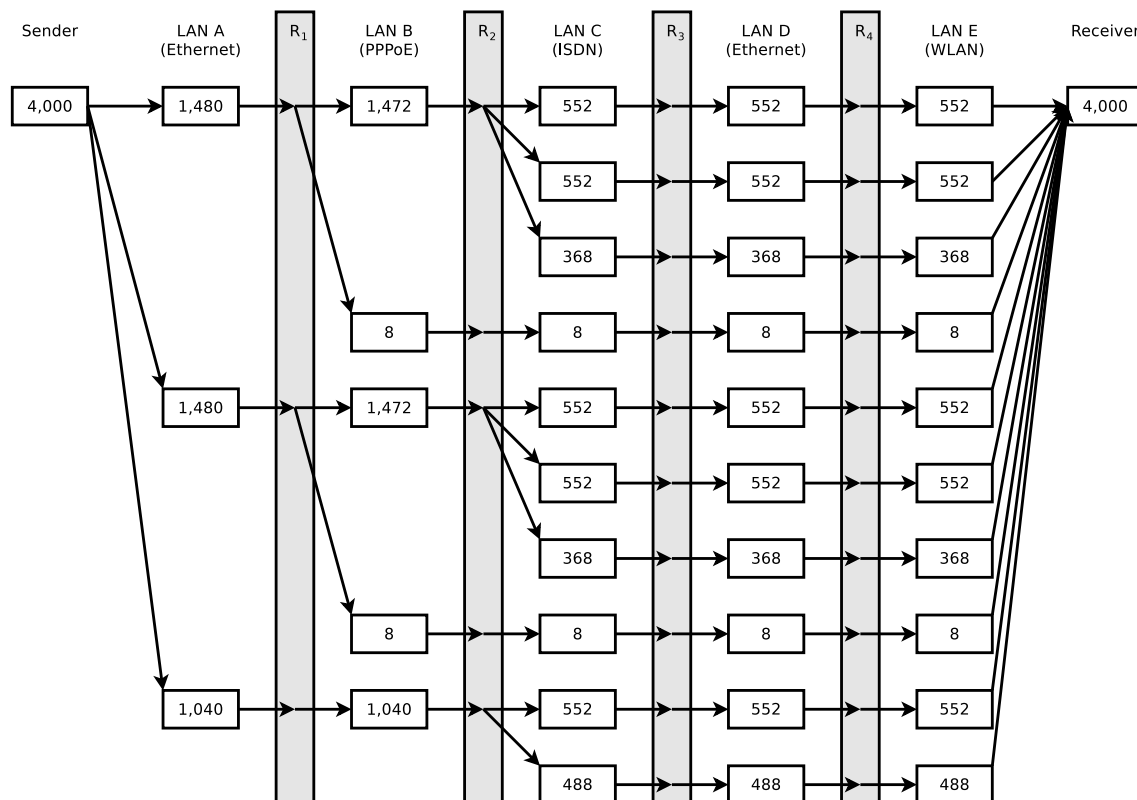 Sender LAN A R1 LAN B R2 LAN C R3 LAN D R4 LAN E Receiver
(Ethernet) (PPPoE) (ISDN) (Ethernet) (WLAN)
4,000 1,480 1,472 552 552 552 4,000
552 552 552
368 368 368
8 8 8 8
1,480 1,472 552 552 552
552 552 552
368 368 368
8 8 8 8
1,040 1,040 552 552 552
488 488 488